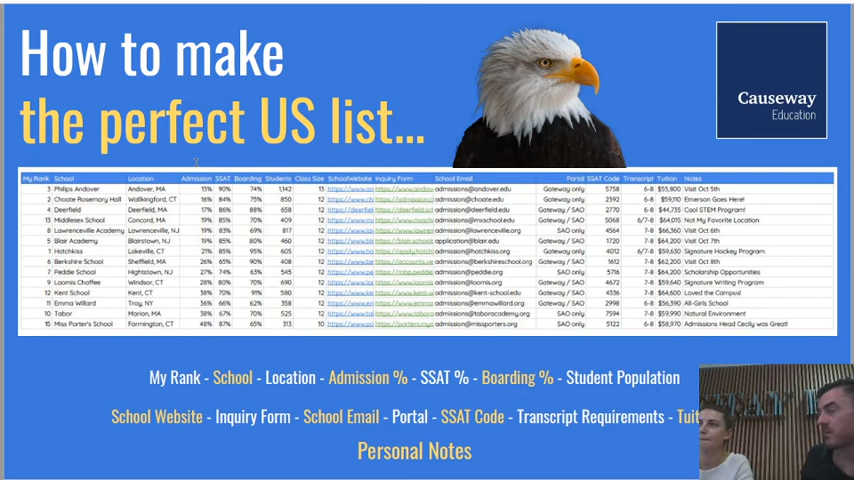 How to make
the perfect US list...
Causeway
Education
My Rank School Location Admission SSAT Boarding Students Class Size School Website Inquiry Form School Email Portal SSAT Code Transcript Tuition Notes
3 Philips Andover Andover, MA 13% 90% 74% 1,142 13 admissions@andover.edu Gateway only 5758 6-8 $55,800 Visit Oct 5th
2 Choate Rosemary Hall Wallingford, CT 16% 84% 75% 850 12 admissions@choate.edu Gateway only 2392 7-8 $59,110 Emerson Goes Here!
4 Deerfield Deerfield, MA 17% 86% 88% 658 12 admissions@deerfield.edu Gateway / SAO 2770 6-8 $44,735 Cool STEM Program!
13 Middlesex School Concord, MA 19% 85% 70% 409 12 admissions@mxschool.edu Gateway / SAO 5068 6/7-8 $64,015 Not My Favorite Location
8 Lawrenceville Academy Lawrenceville, NJ 19% 83% 69% 817 12 admissions@lawrenceville.org SAO only 4564 7-8 $66,360 Visit Oct 6th
5 Blair Academy Blairstown, NJ 19% 85% 80% 460 12 application@blair.edu Gateway / SAO 1720 7-8 $64,200 Visit Oct 7th
1 Hotchkiss Lakeville, CT 21% 85% 95% 605 12 admission@hotchkiss.org Gateway only 4012 6/7-8 $59,630 Signature Hockey Program
6 Berkshire School Sheffield, MA 26% 65% 90% 408 12 admissions@berkshireschool.org Gateway / SAO 1612 7-8 $62,200 Visit Oct 8th
7 Peddie School Hightstown, NJ 27% 74% 63% 545 12 admission@peddie.org SAO only 5716 7-8 $64,200 Scholarship Opportunities
9 Loomis Chaffee Windsor, CT 28% 80% 70% 690 12 admissions@loomis.org Gateway / SAO 4672 7-8 $59,640 Signature Writing Program
12 Kent School Kent, CT 38% 70% 91% 580 12 admissions@kent-school.edu Gateway / SAO 4336 7-8 $62,200 Loved the Campus!
11 Emma Willard Troy, NY 36% 66% 62% 358 12 admissions@emmawillard.org Gateway / SAO 2998 6-8 $56,390 All-Girls School
10 Tabor Marion, MA 38% 67% 70% 525 12 admissions@taboracademy.org SAO only 7594 7-8 $59,990 Natural Environment
15 Miss Porter's School Farmington, CT 48% 87% 65% 313 10 admission@missporters.org SAO only 5122 6-8 $58,970 Admissions Head Cecily was Great!
My Rank - School - Location - Admission % - SSAT % - Boarding % - Student Population
School Website - Inquiry Form - School Email - Portal - SSAT Code - Transcript Requirements -
Personal Notes